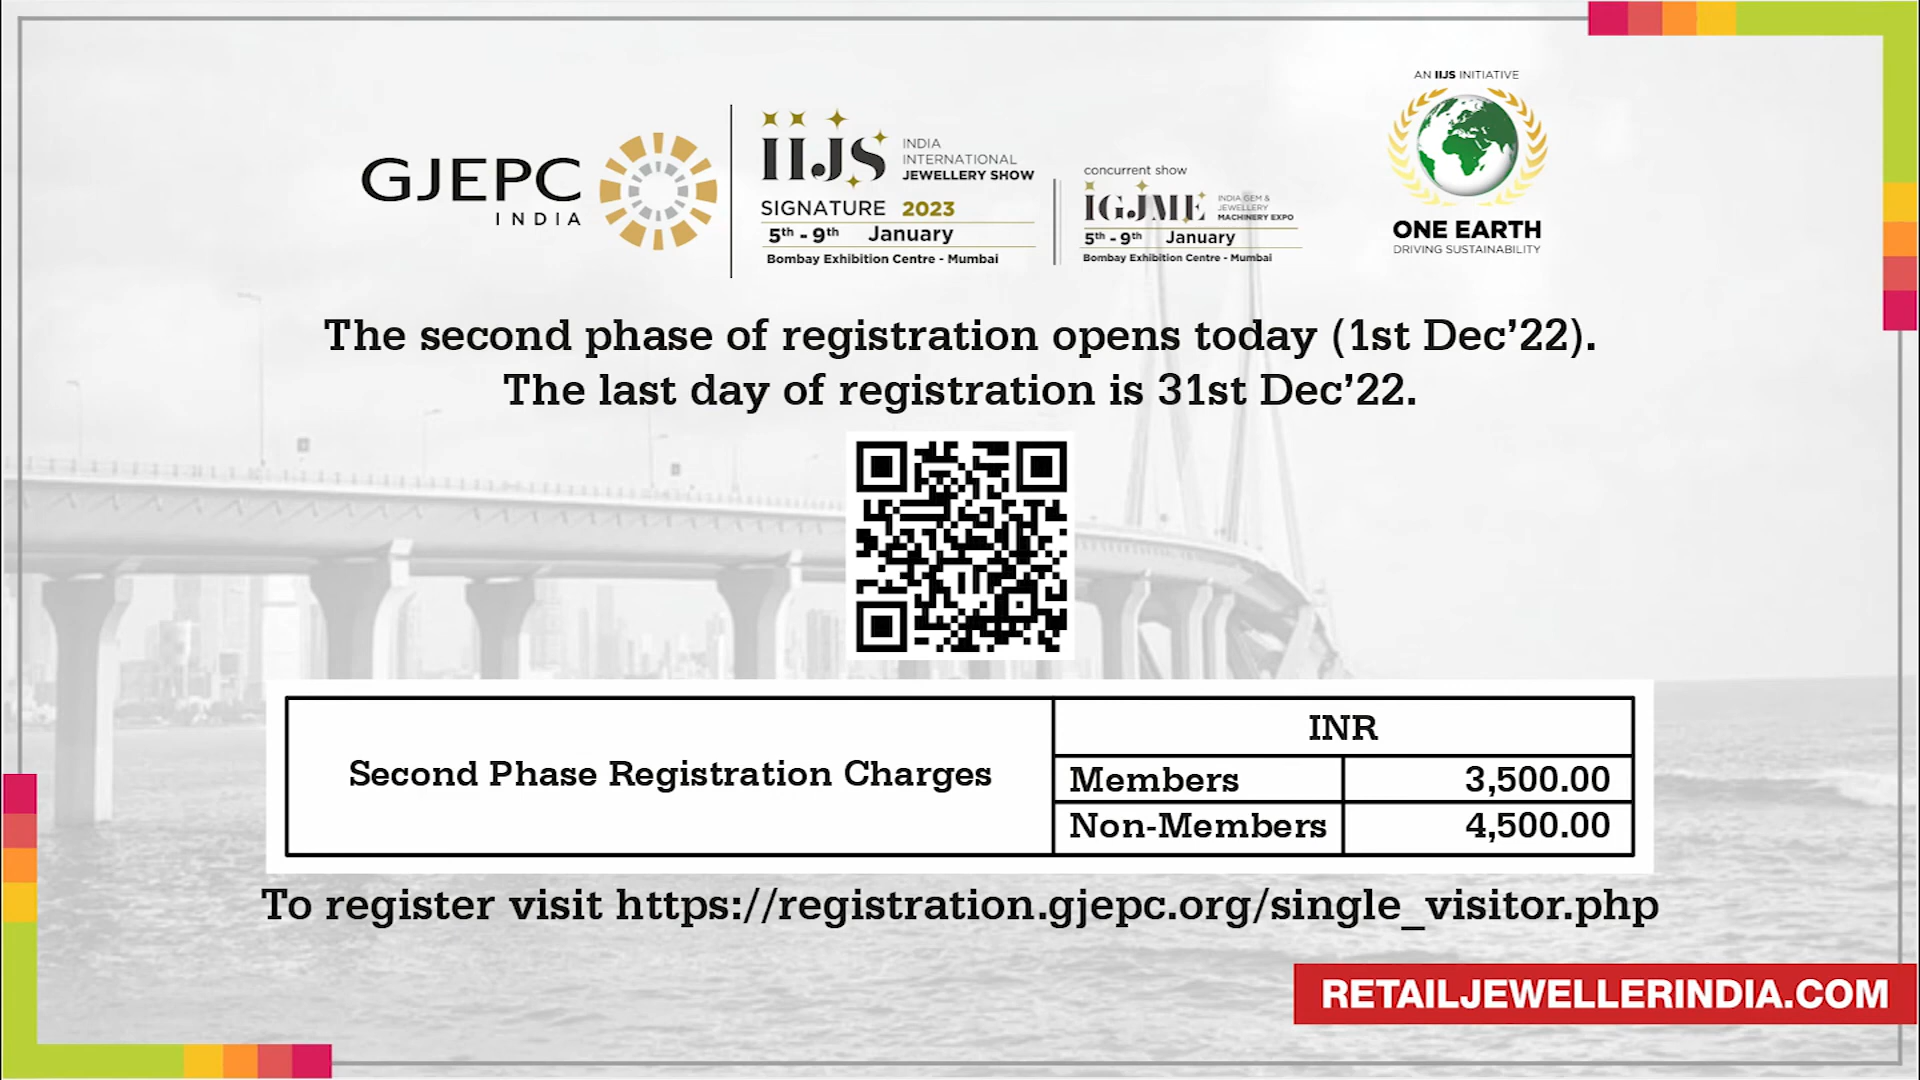 GJEPC
INDIA
IIJS
INDIA
INTERNATIONAL
JEWELLERY SHOW
SIGNATURE 2023
5th - 9th January
Bombay Exhibition Centre - Mumbai
concurrent show
IGJME
INDIA GEM &
JEWELLERY
MACHINERY EXPO
5th - 9th January
Bombay Exhibition Centre - Mumbai
AN IIJS INITIATIVE
ONE EARTH
DRIVING SUSTAINABILITY
The second phase of registration opens today (1st Dec’22).
The last day of registration is 31st Dec’22.
Second Phase Registration Charges
INR
Members 3,500.00
Non-Members 4,500.00
To register visit https://registration.gjepc.org/single_visitor.php
RETAILJEWELLERINDIA.COM